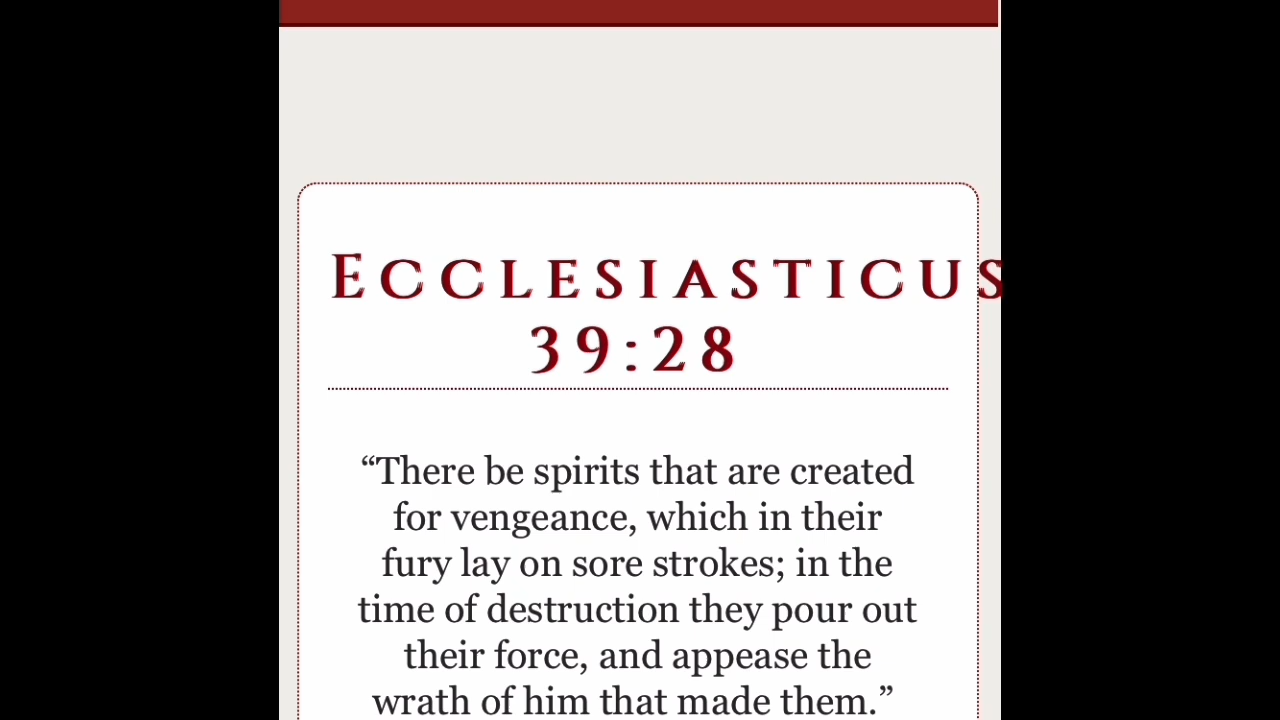 Ecclesiasticus
39:28
“There be spirits that are created
for vengeance, which in their
fury lay on sore strokes; in the
time of destruction they pour out
their force, and appease the
wrath of him that made them.”